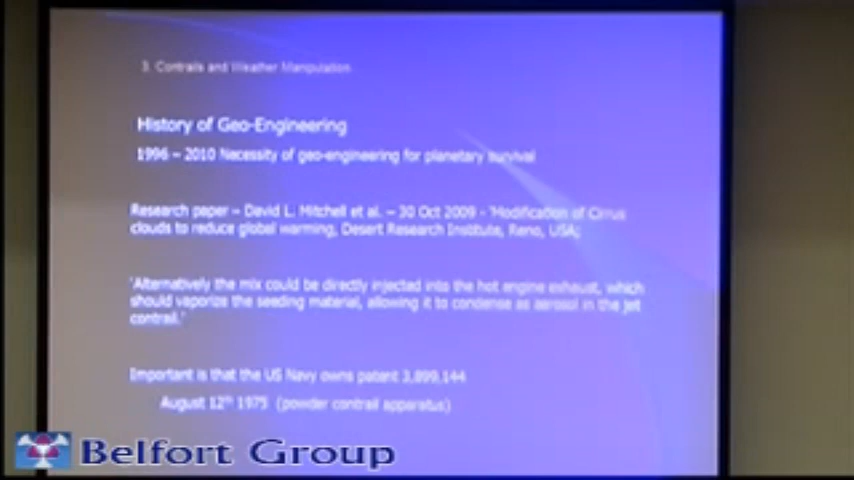 3. Contrails and Weather Manipulation
History of Geo-Engineering
1996 – 2010 Necessity of geo-engineering for planetary survival
Research paper – David L. Mitchell et al. – 30 Oct 2009 - 'Modification of Cirrus
clouds to reduce global warming, Desert Research Institute, Reno, USA;
'Alternatively the mix could be directly injected into the hot engine exhaust, which
should vaporize the seeding material, allowing it to condense as aerosol in the jet
contrail.'
Important is that the US Navy owns patent 3,899,144
August 12th 1975 (powder contrail apparatus)
Belfort Group